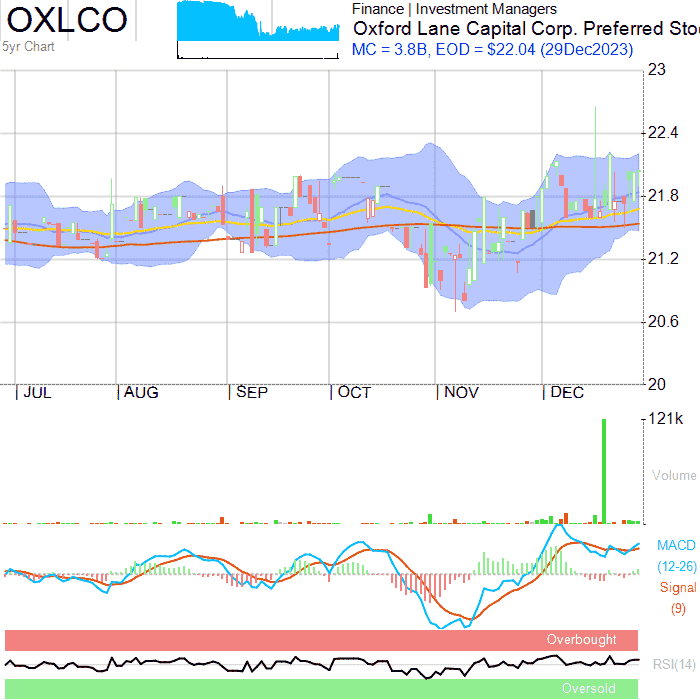 OXLCO
5yr Chart
Finance | Investment Managers
Oxford Lane Capital Corp. Preferred Sto
MC = 3.8B, EOD = $22.04 (29Dec2023)
23
22.4
21.8
21.2
20.6
20
JUL AUG SEP OCT NOV DEC
121k
Volume
MACD
(12-26)
Signal
(9)
Overbought
RSI(14)
Oversold